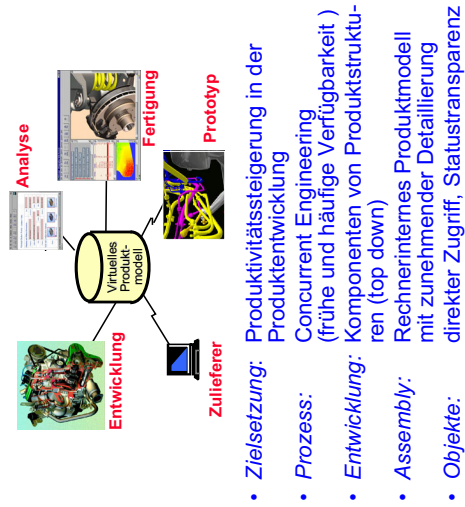 Analyse
Fertigung
Prototyp
Virtuelles
Produkt-
modell
Entwicklung
Zulieferer
• Zielsetzung: Produktivitätssteigerung in der
Produktentwicklung
• Prozess: Concurrent Engineering
(frühe und häufige Verfügbarkeit )
• Entwicklung: Komponenten von Produktstruktu-
ren (top down)
• Assembly: Rechnerinternes Produktmodell
mit zunehmender Detaillierung
• Objekte: direkter Zugriff, Statustransparenz